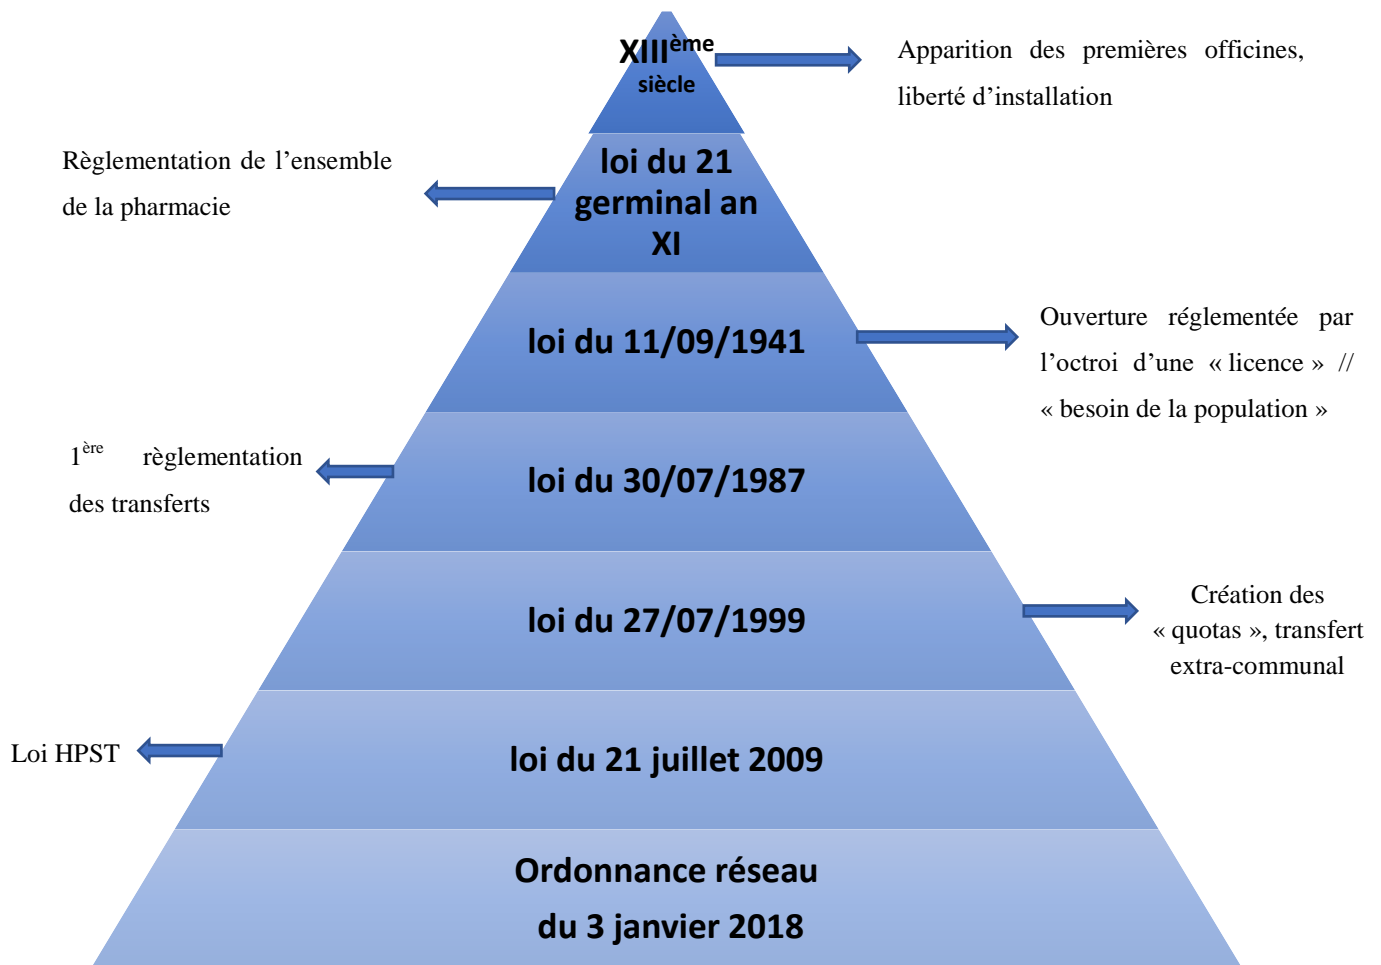 XIIIème
siècle
Apparition des premières officines,
liberté d’installation
Règlementation de l’ensemble
de la pharmacie
loi du 21
germinal an
XI
loi du 11/09/1941
Ouverture réglementée par
l’octroi d’une « licence » //
« besoin de la population »
1ère règlementation
des transferts
loi du 30/07/1987
loi du 27/07/1999
Création des
« quotas », transfert
extra-communal
Loi HPST
loi du 21 juillet 2009
Ordonnance réseau
du 3 janvier 2018